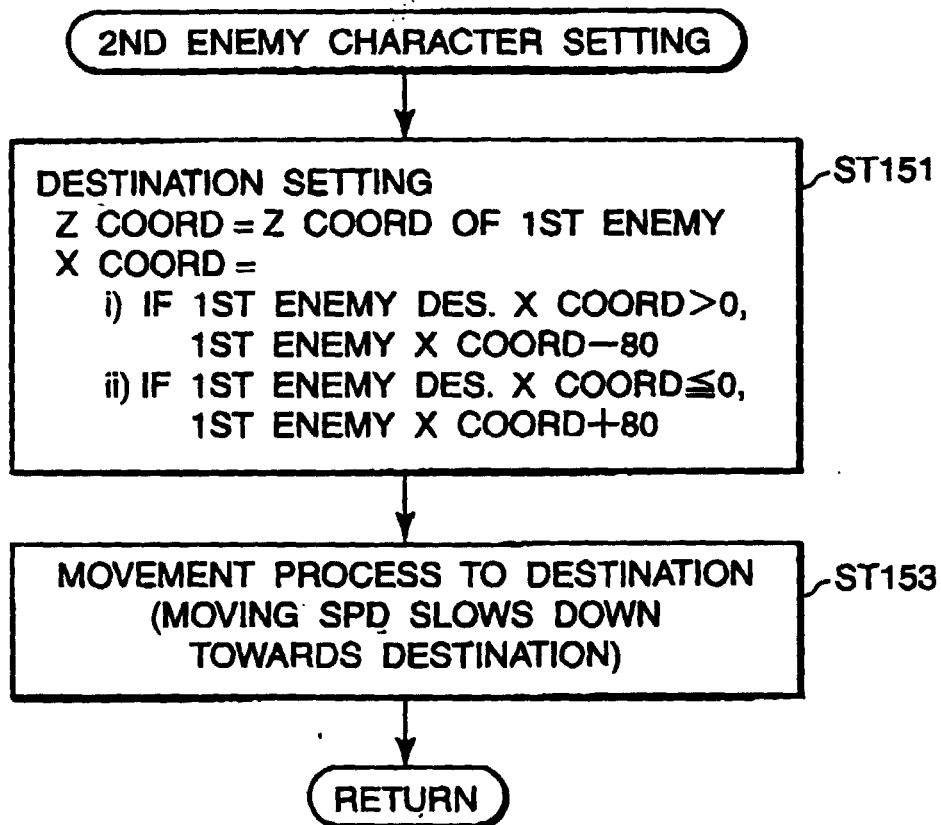 2ND ENEMY CHARACTER SETTING
DESTINATION SETTING
Z COORD = Z COORD OF 1ST ENEMY
X COORD =
i) IF 1ST ENEMY DES. X COORD>0,
1ST ENEMY X COORD−80
ii) IF 1ST ENEMY DES. X COORD≦0,
1ST ENEMY X COORD+80
ST151
MOVEMENT PROCESS TO DESTINATION
(MOVING SPD SLOWS DOWN
TOWARDS DESTINATION)
ST153
RETURN